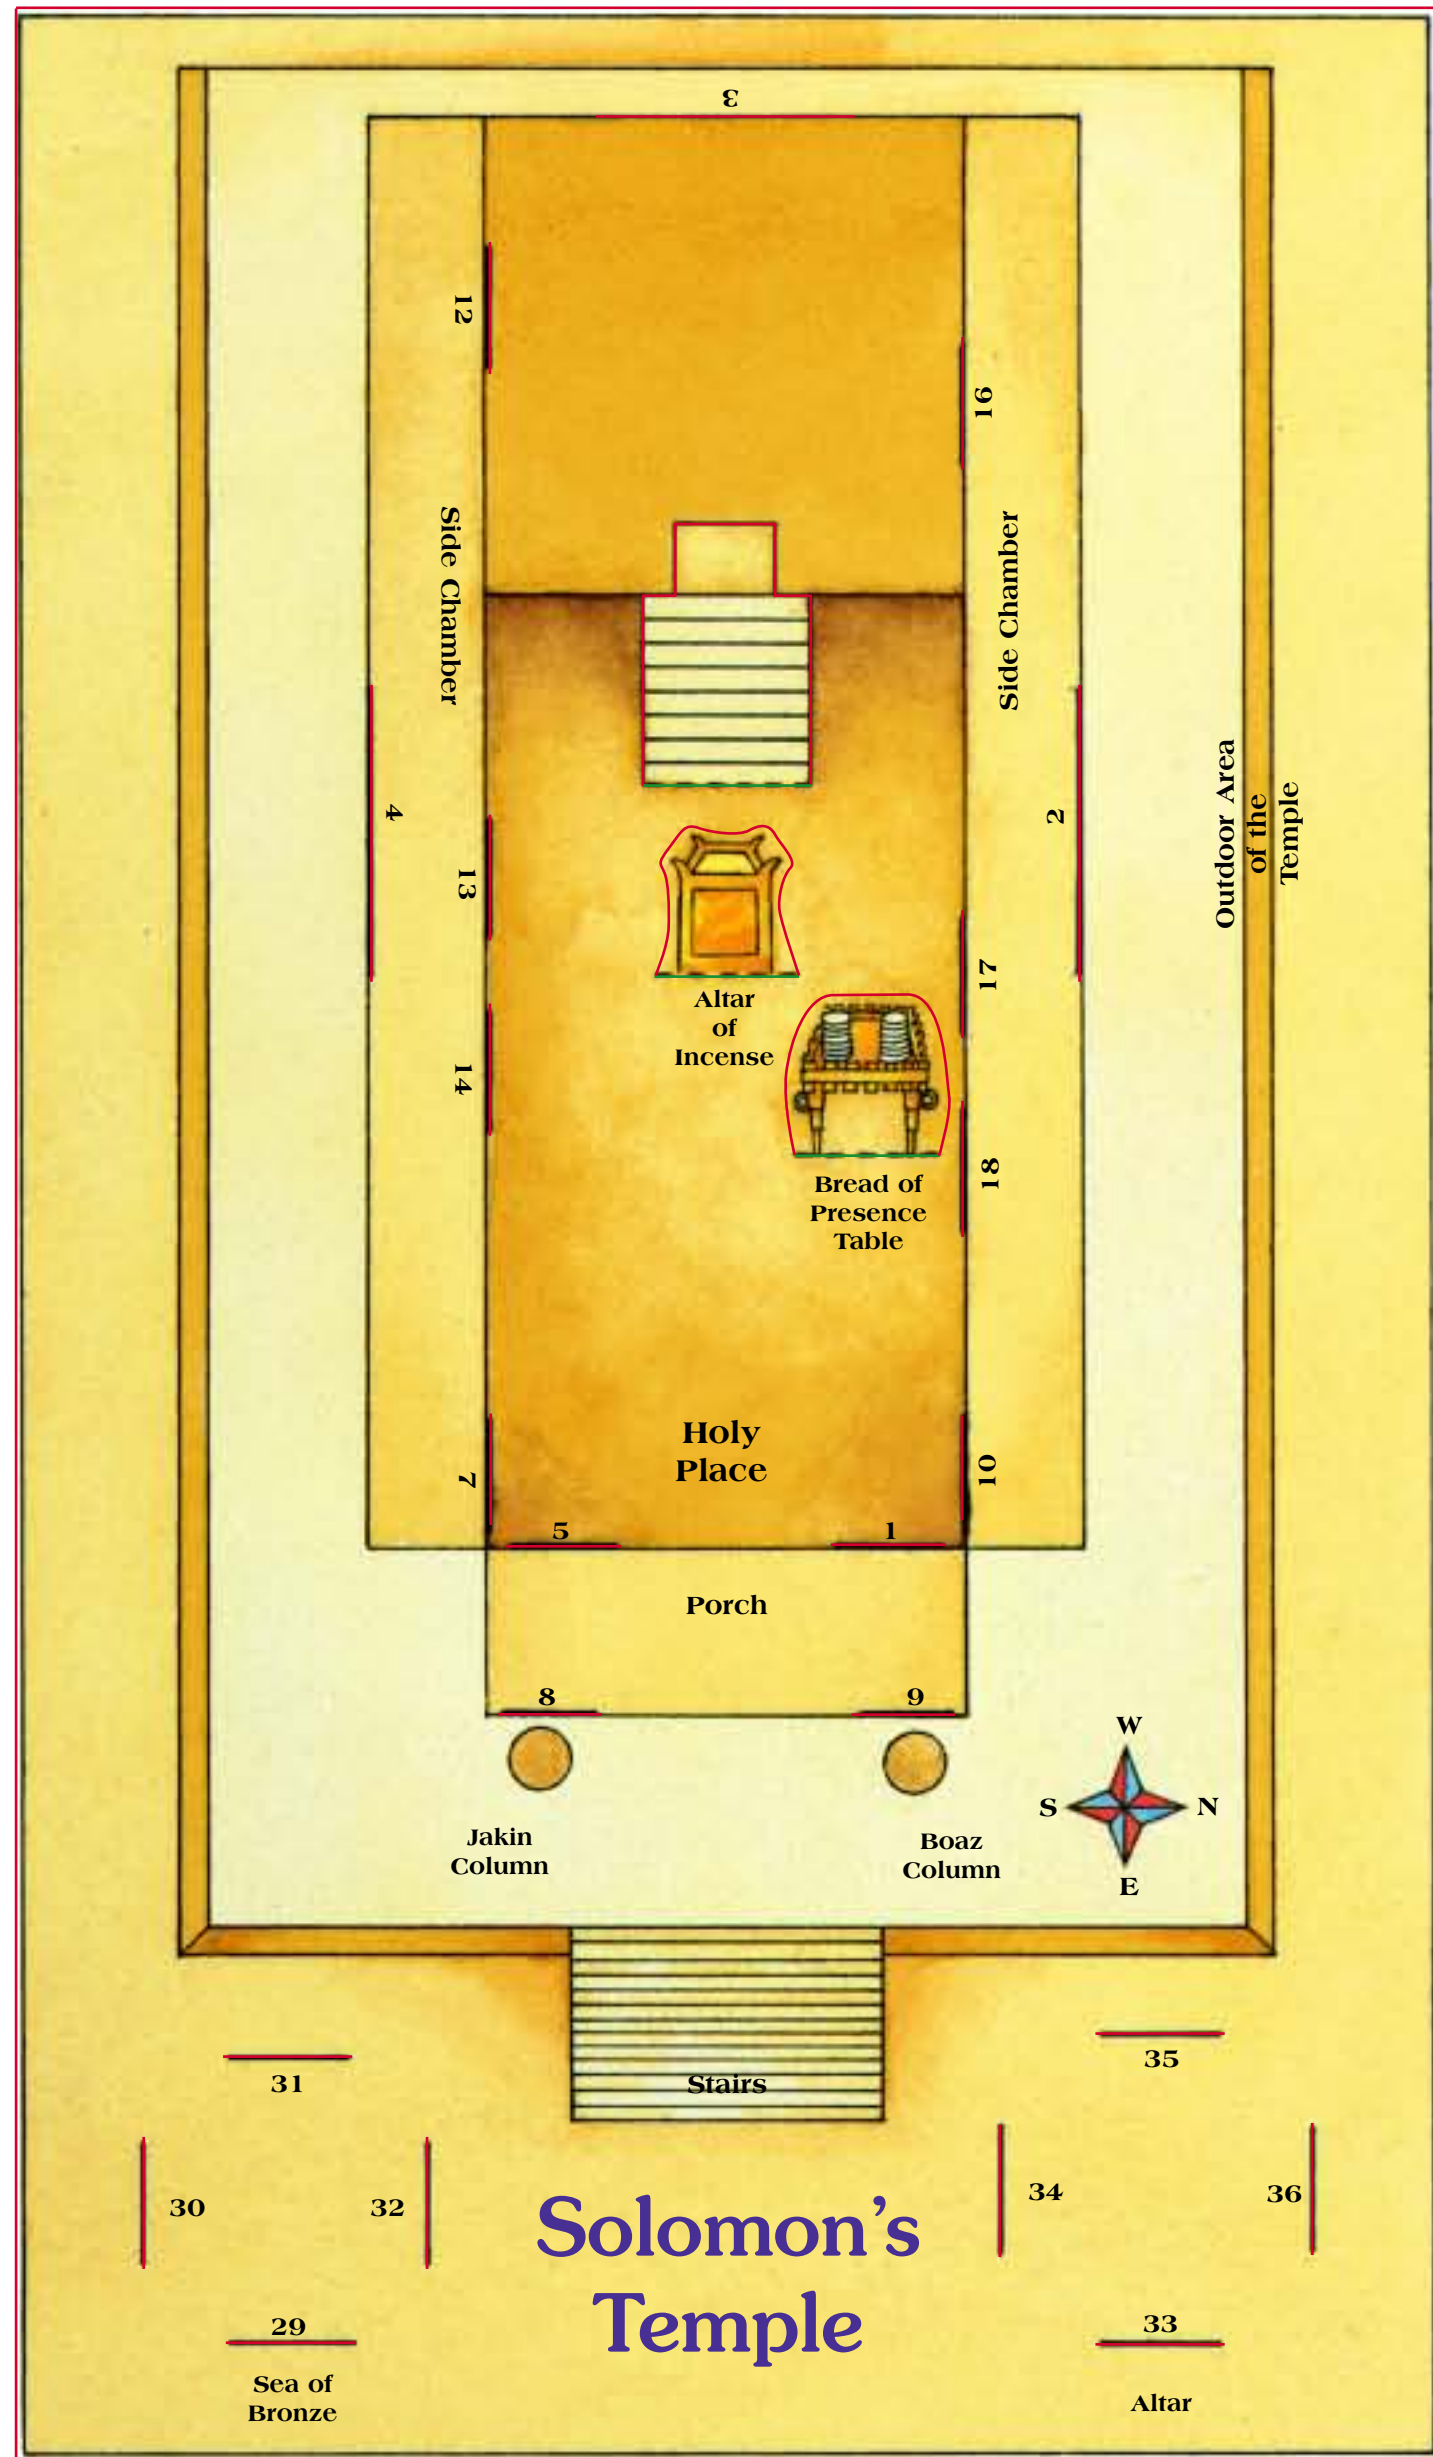 3
12
16
Side Chamber
Side Chamber
4
2
Outdoor Area
of the
Temple
13
17
Altar
of
Incense
14
18
Bread of
Presence
Table
Holy
Place
7
10
5
1
Porch
8
9
W
S
N
E
Jakin
Column
Boaz
Column
31
35
Stairs
30
32
34
36
Solomon’s
Temple
29
33
Sea of
Bronze
Altar